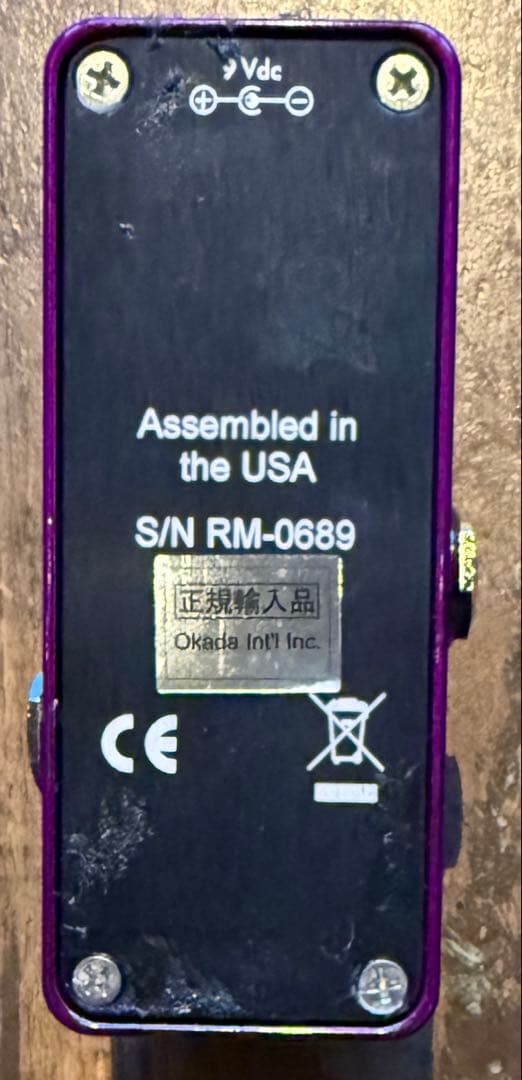 9 Vdc
Assembled in
the USA
S/N RM-0689
正規輸入品
Okada Int'l Inc.
CE